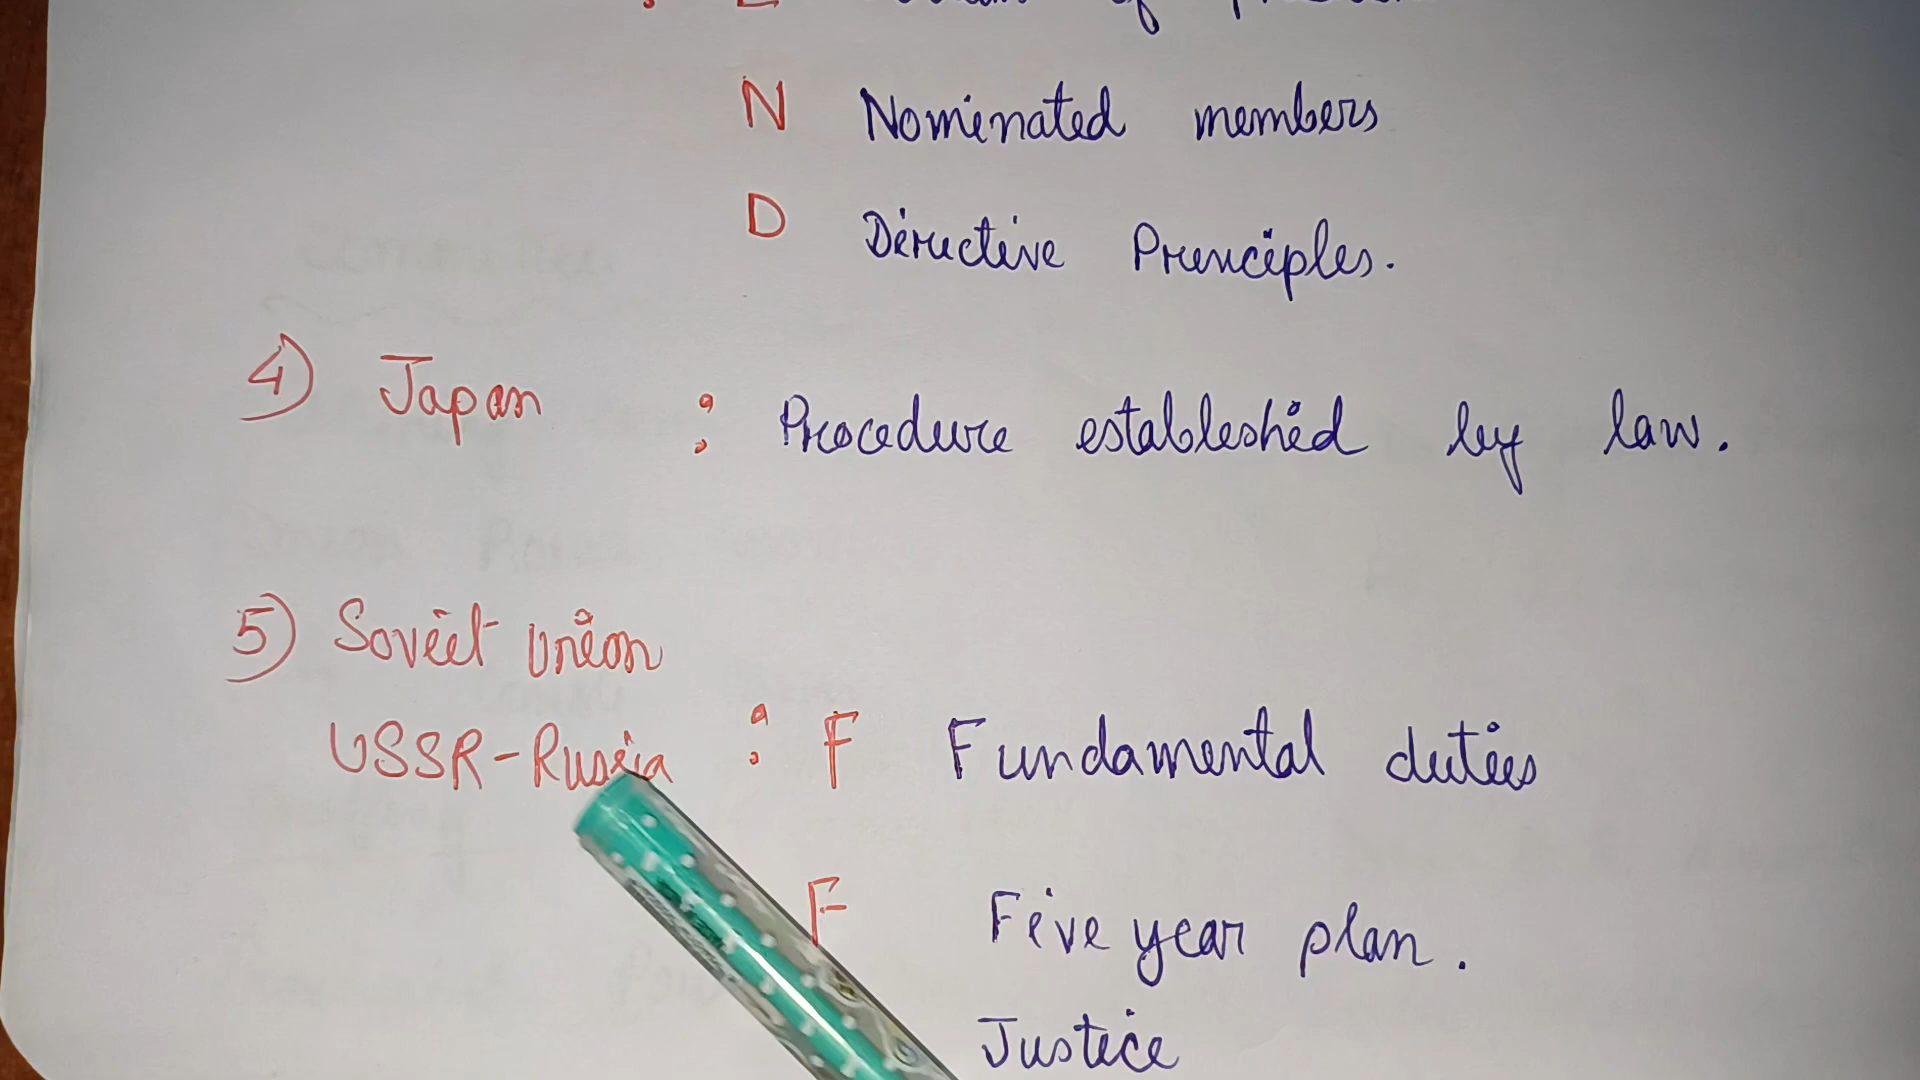 N Nominated members
D Directive Principles.
4) Japan : Procedure established by law.
5) Soviet Union
USSR-Russia : F Fundamental duties
F Five year plan.
Justice